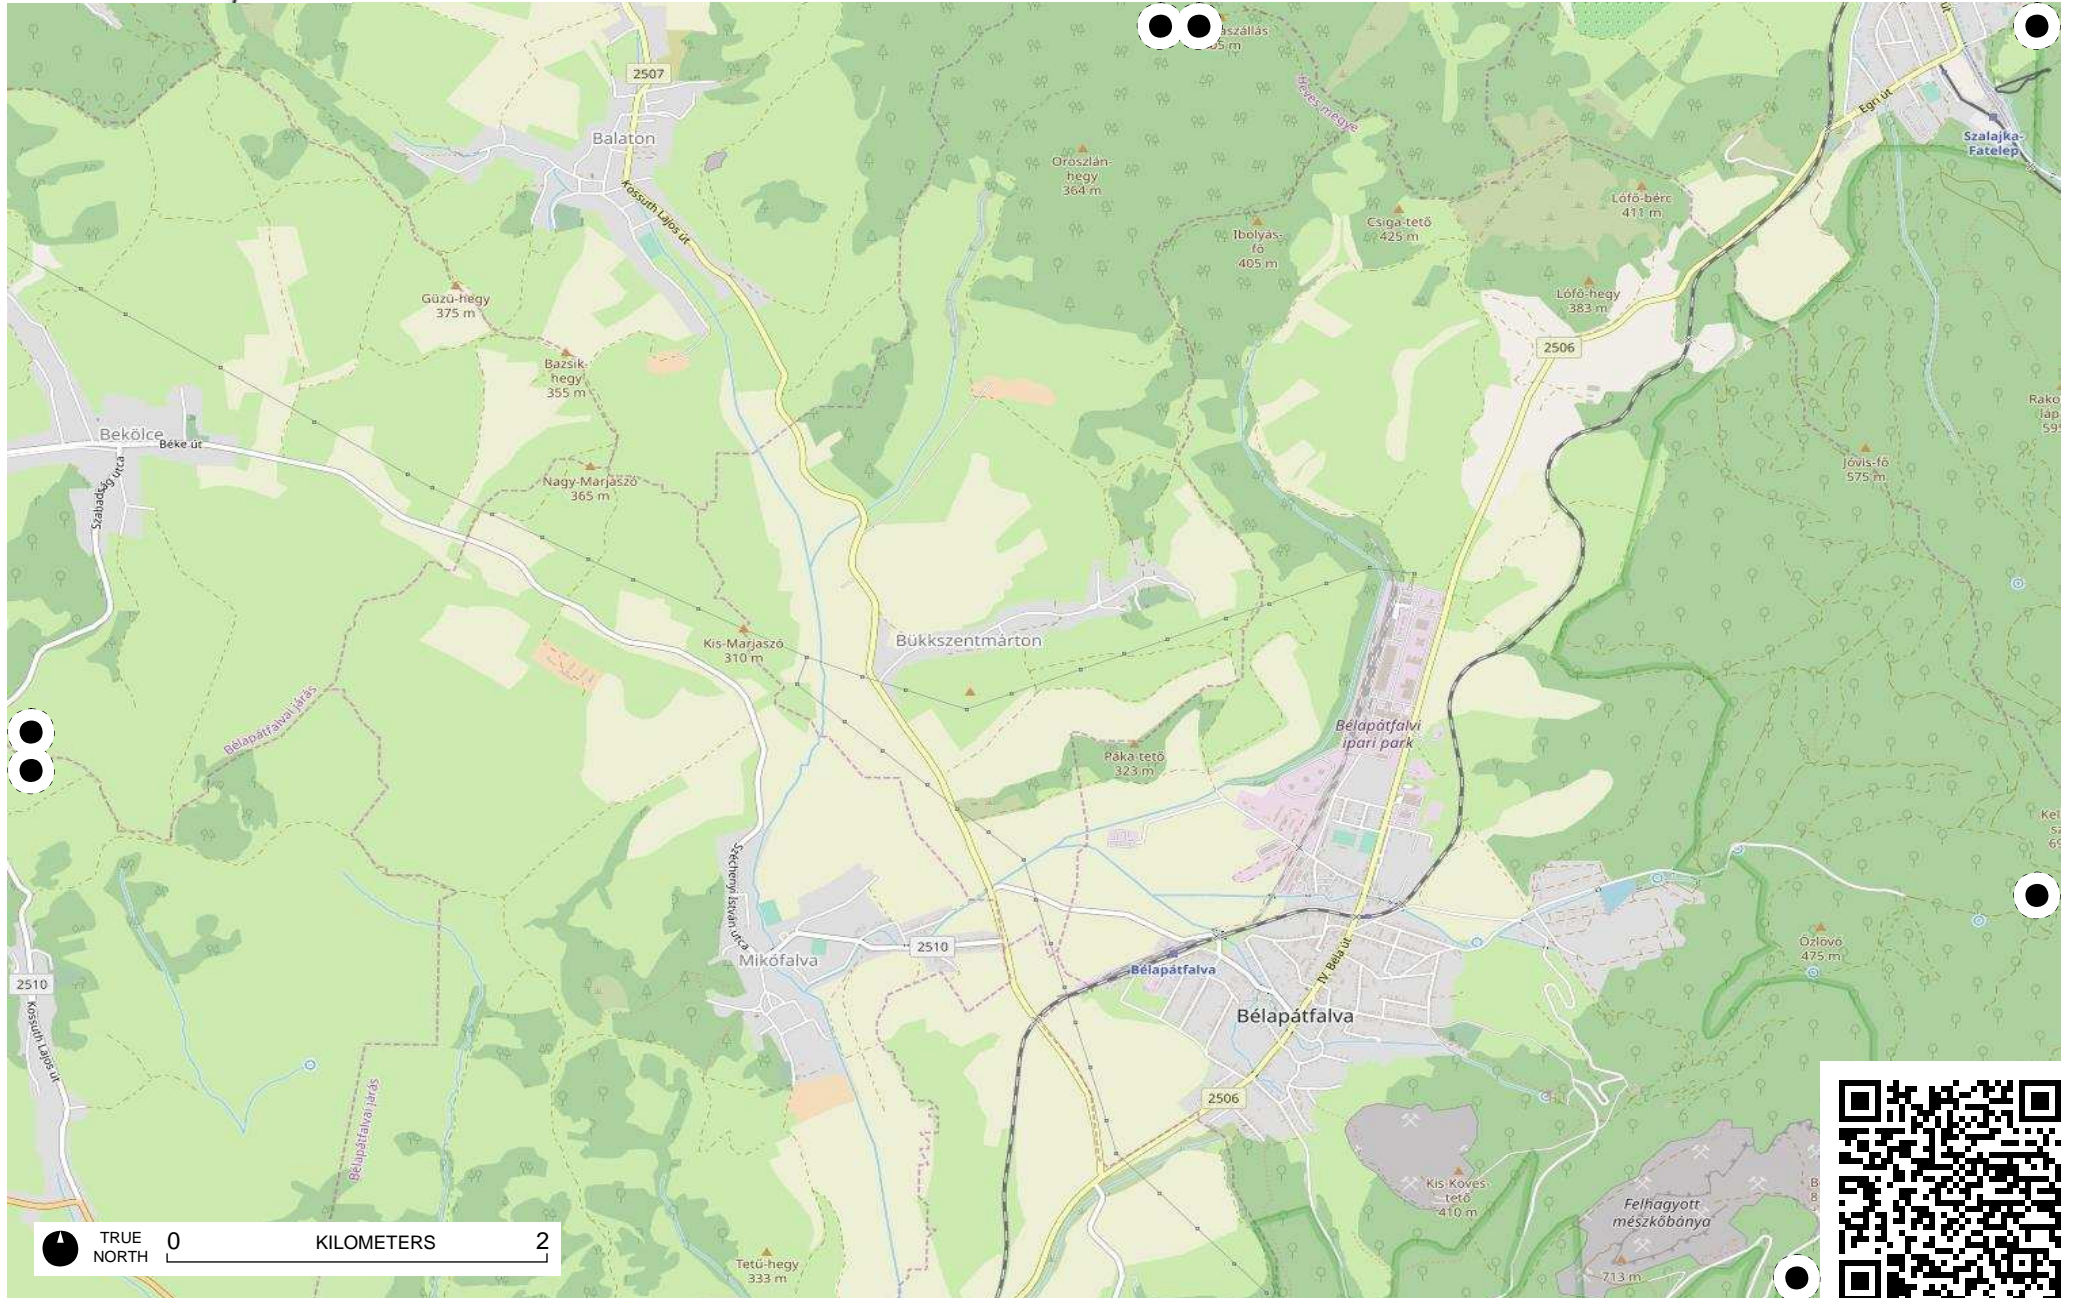 aszállás
05 m
út
2507
Heves megye
Egri út
Balaton
Szalajka-
Fatelep
Oroszlán-
hegy
364 m
Kossuth Lajos út
Lófő-bérc
411 m
Csiga-tető
425 m
Ibolyás-
fő
405 m
Güzü-hegy
375 m
Lófő-hegy
383 m
2506
Bazsik-
hegy
355 m
Bekölce
Béke út
Jóvis-fő
575 m
Nagy-Marjaszó
365 m
Szabadság utca
Bükkszentmárton
Kis-Marjaszó
310 m
Bélapátfalvai járás
Bélapátfalvi
ipari park
Páka-tető
323 m
Széchenyi István utca
2510
Mikófalva
Őzlövő
475 m
Bélapátfalva
IV. Béla út
2510
Bélapátfalva
Kossuth Lajos út
2506
Bélapátfalvai járás
Kis-Köves-
tető
410 m
Felhagyott
mészkőbánya
TRUE
NORTH
0 KILOMETERS 2
Tetű-hegy
333 m
713 m